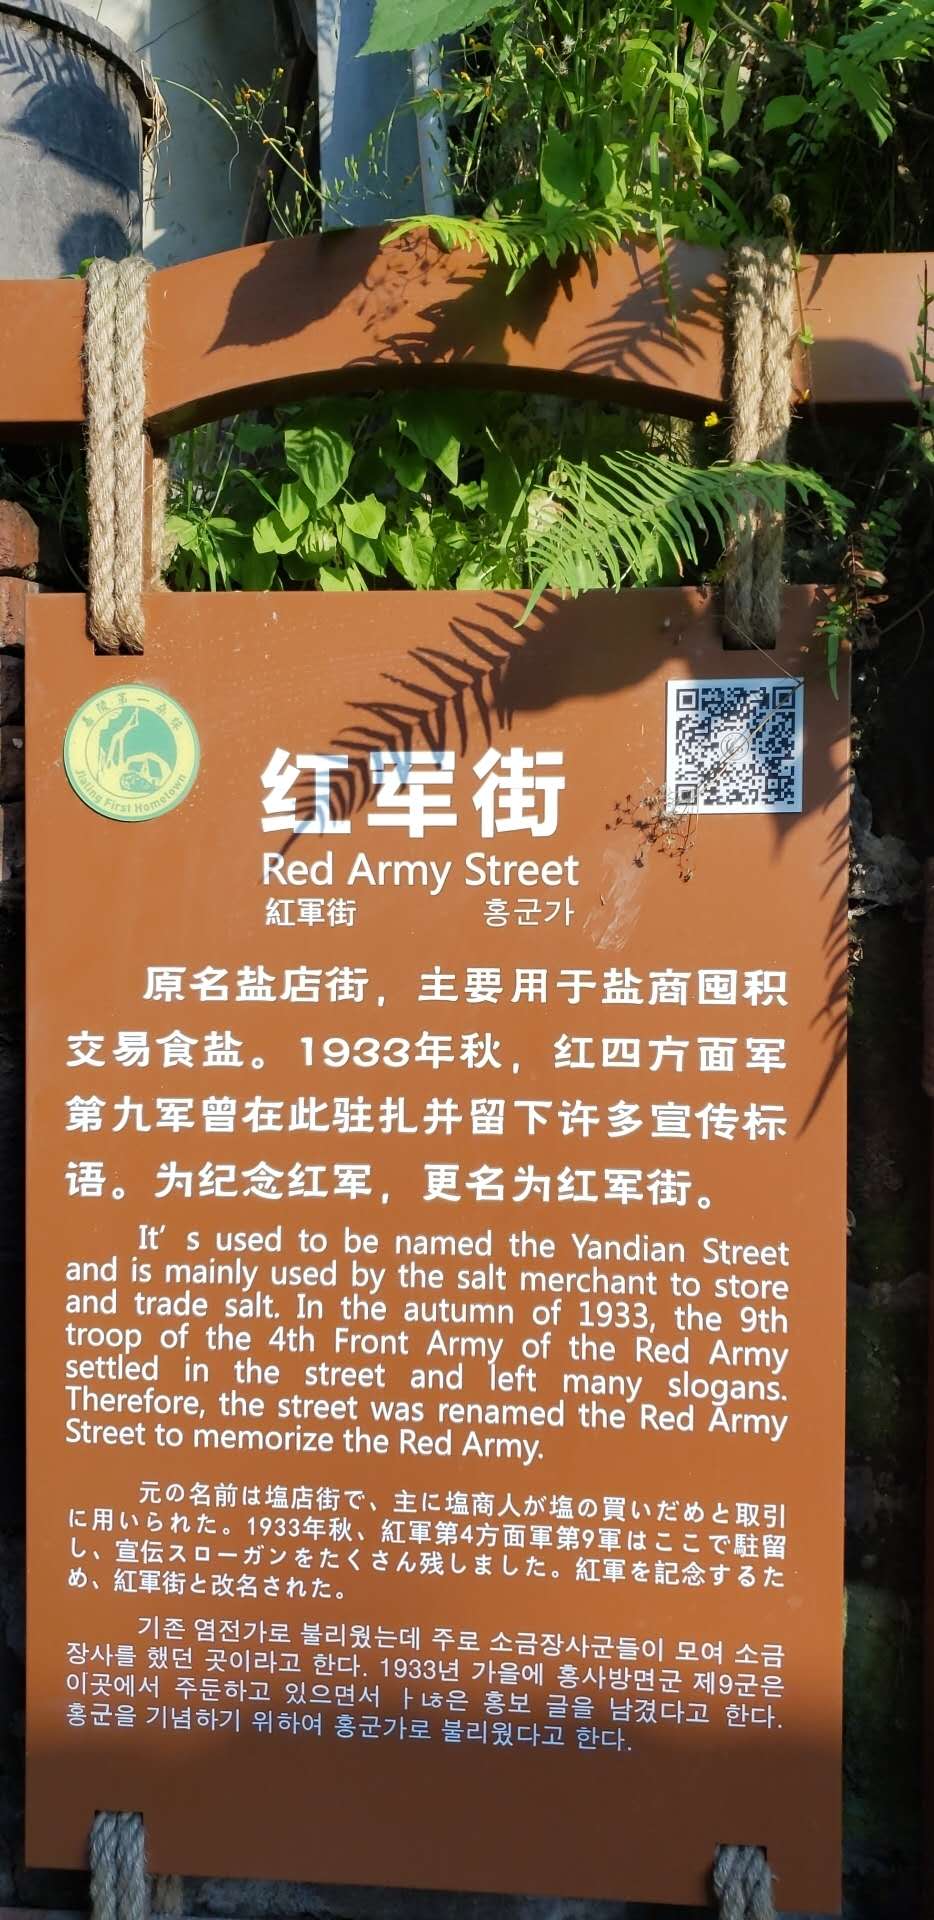 嘉陵第一桑梓
Jialing First Hometown
红军街
Red Army Street
紅軍街 홍군가
原名盐店街，主要用于盐商囤积
交易食盐。1933年秋，红四方面军
第九军曾在此驻扎并留下许多宣传标
语。为纪念红军，更名为红军街。
It's used to be named the Yandian Street
and is mainly used by the salt merchant to store
and trade salt. In the autumn of 1933, the 9th
troop of the 4th Front Army of the Red Army
settled in the street and left many slogans.
Therefore, the street was renamed the Red Army
Street to memorize the Red Army.
元の名前は塩店街で、主に塩商人が塩の買いだめと取引
に用いられた。1933年秋、紅軍第4方面軍第9軍はここで駐留
し、宣伝スローガンをたくさん残しました。紅軍を記念するた
め、紅軍街と改名された。
기존 염전가로 불리웠는데 주로 소금장사군들이 모여 소금
장사를 했던 곳이라고 한다. 1933년 가을에 홍사방면군 제9군은
이곳에서 주둔하고 있으면서 ㅏ녆은 홍보 글을 남겼다고 한다.
홍군을 기념하기 위하여 홍군가로 불리웠다고 한다.